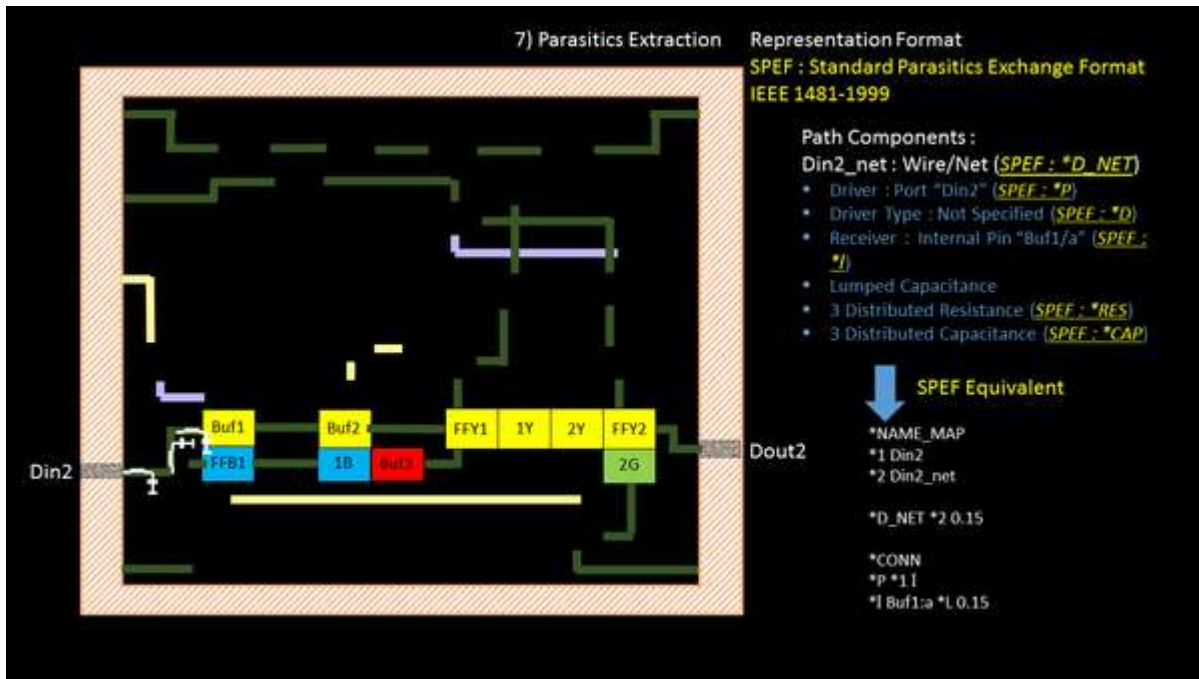 7) Parasitics Extraction
Representation Format
SPEF : Standard Parasitics Exchange Format
IEEE 1481-1999
Path Components :
Din2_net : Wire/Net (SPEF : *D_NET)
• Driver : Port “Din2” (SPEF : *P)
• Driver Type : Not Specified (SPEF : *D)
• Receiver : Internal Pin “Buf1/a” (SPEF :
*I)
• Lumped Capacitance
• 3 Distributed Resistance (SPEF : *RES)
• 3 Distributed Capacitance (SPEF : *CAP)
SPEF Equivalent
*NAME_MAP
*1 Din2
*2 Din2_net
*D_NET *2 0.15
*CONN
*P *1 I
*I Buf1:a *L 0.15
Buf1 Buf2 FFY1 1Y 2Y FFY2
FFB1 1B Buf3 2G
Din2
Dout2